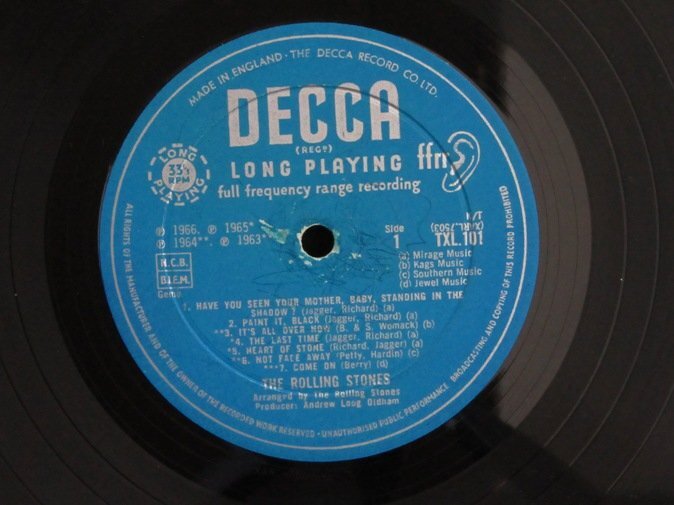 MADE IN ENGLAND · THE DECCA RECORD CO LTD.
DECCA
(REGD)
LONG PLAYING ffrr
LONG
33⅓
RPM
PLAYING
full frequency range recording
Ⓟ 1966. Ⓟ 1965*
Ⓟ 1964**. Ⓟ 1963*
N.C.B.
B.I.E.M.
Gema
Side
1
(XARL.7503)
TXL.101
(a) Mirage Music
(b) Kags Music
(c) Southern Music
(d) Jewel Music
1. HAVE YOU SEEN YOUR MOTHER, BABY, STANDING IN THE
SHADOW? (Jagger, Richard) (a)
2. PAINT IT, BLACK (Jagger, Richard) (a)
**3. IT'S ALL OVER NOW (B. & S. Womack) (b)
*4. THE LAST TIME (Jagger, Richard) (a)
*5. HEART OF STONE (Richard, Jagger) (a)
**6. NOT FADE AWAY (Petty, Hardin) (c)
***7. COME ON (Berry) (d)
THE ROLLING STONES
Arranged by The Rolling Stones
Producer: Andrew Loog Oldham
ALL RIGHTS OF THE MANUFACTURER AND OF THE OWNER OF THE RECORDED WORK RESERVED · UNAUTHORISED PUBLIC PERFORMANCE BROADCASTING AND COPYING OF THIS RECORD PROHIBITED